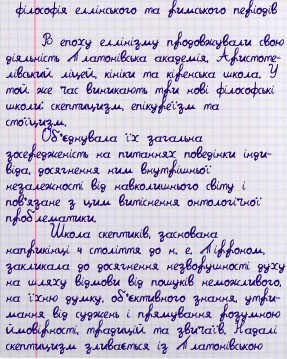 філософія еллінського та римського періодів
В епоху еллінізму продовжували свою
діяльність Платонівська академія, Аристоте-
лівський ліцей, кініки та кіренська школа. У
той же час виникають три нові філософські
школи: скептицизм, епікуреїзм та
стоїцизм.
Об'єднувала їх загальна
зосередженість на питаннях поведінки інди-
віда, досягнення ним внутрішньої
незалежності від навколишнього світу і
пов'язане з цим витіснення онтологічної
проблематики.
Школа скептиків, заснована
наприкінці 4 століття до н. е. Пірроном,
закликала до досягнення незворушності духу
на шляху відмови від пошуків неможливого,
на їхню думку, об'єктивного знання, утри-
мання від суджень і прямування розумною
ймовірності, традицій та звичаїв. Надалі
скептицизм зливається із Платонівською